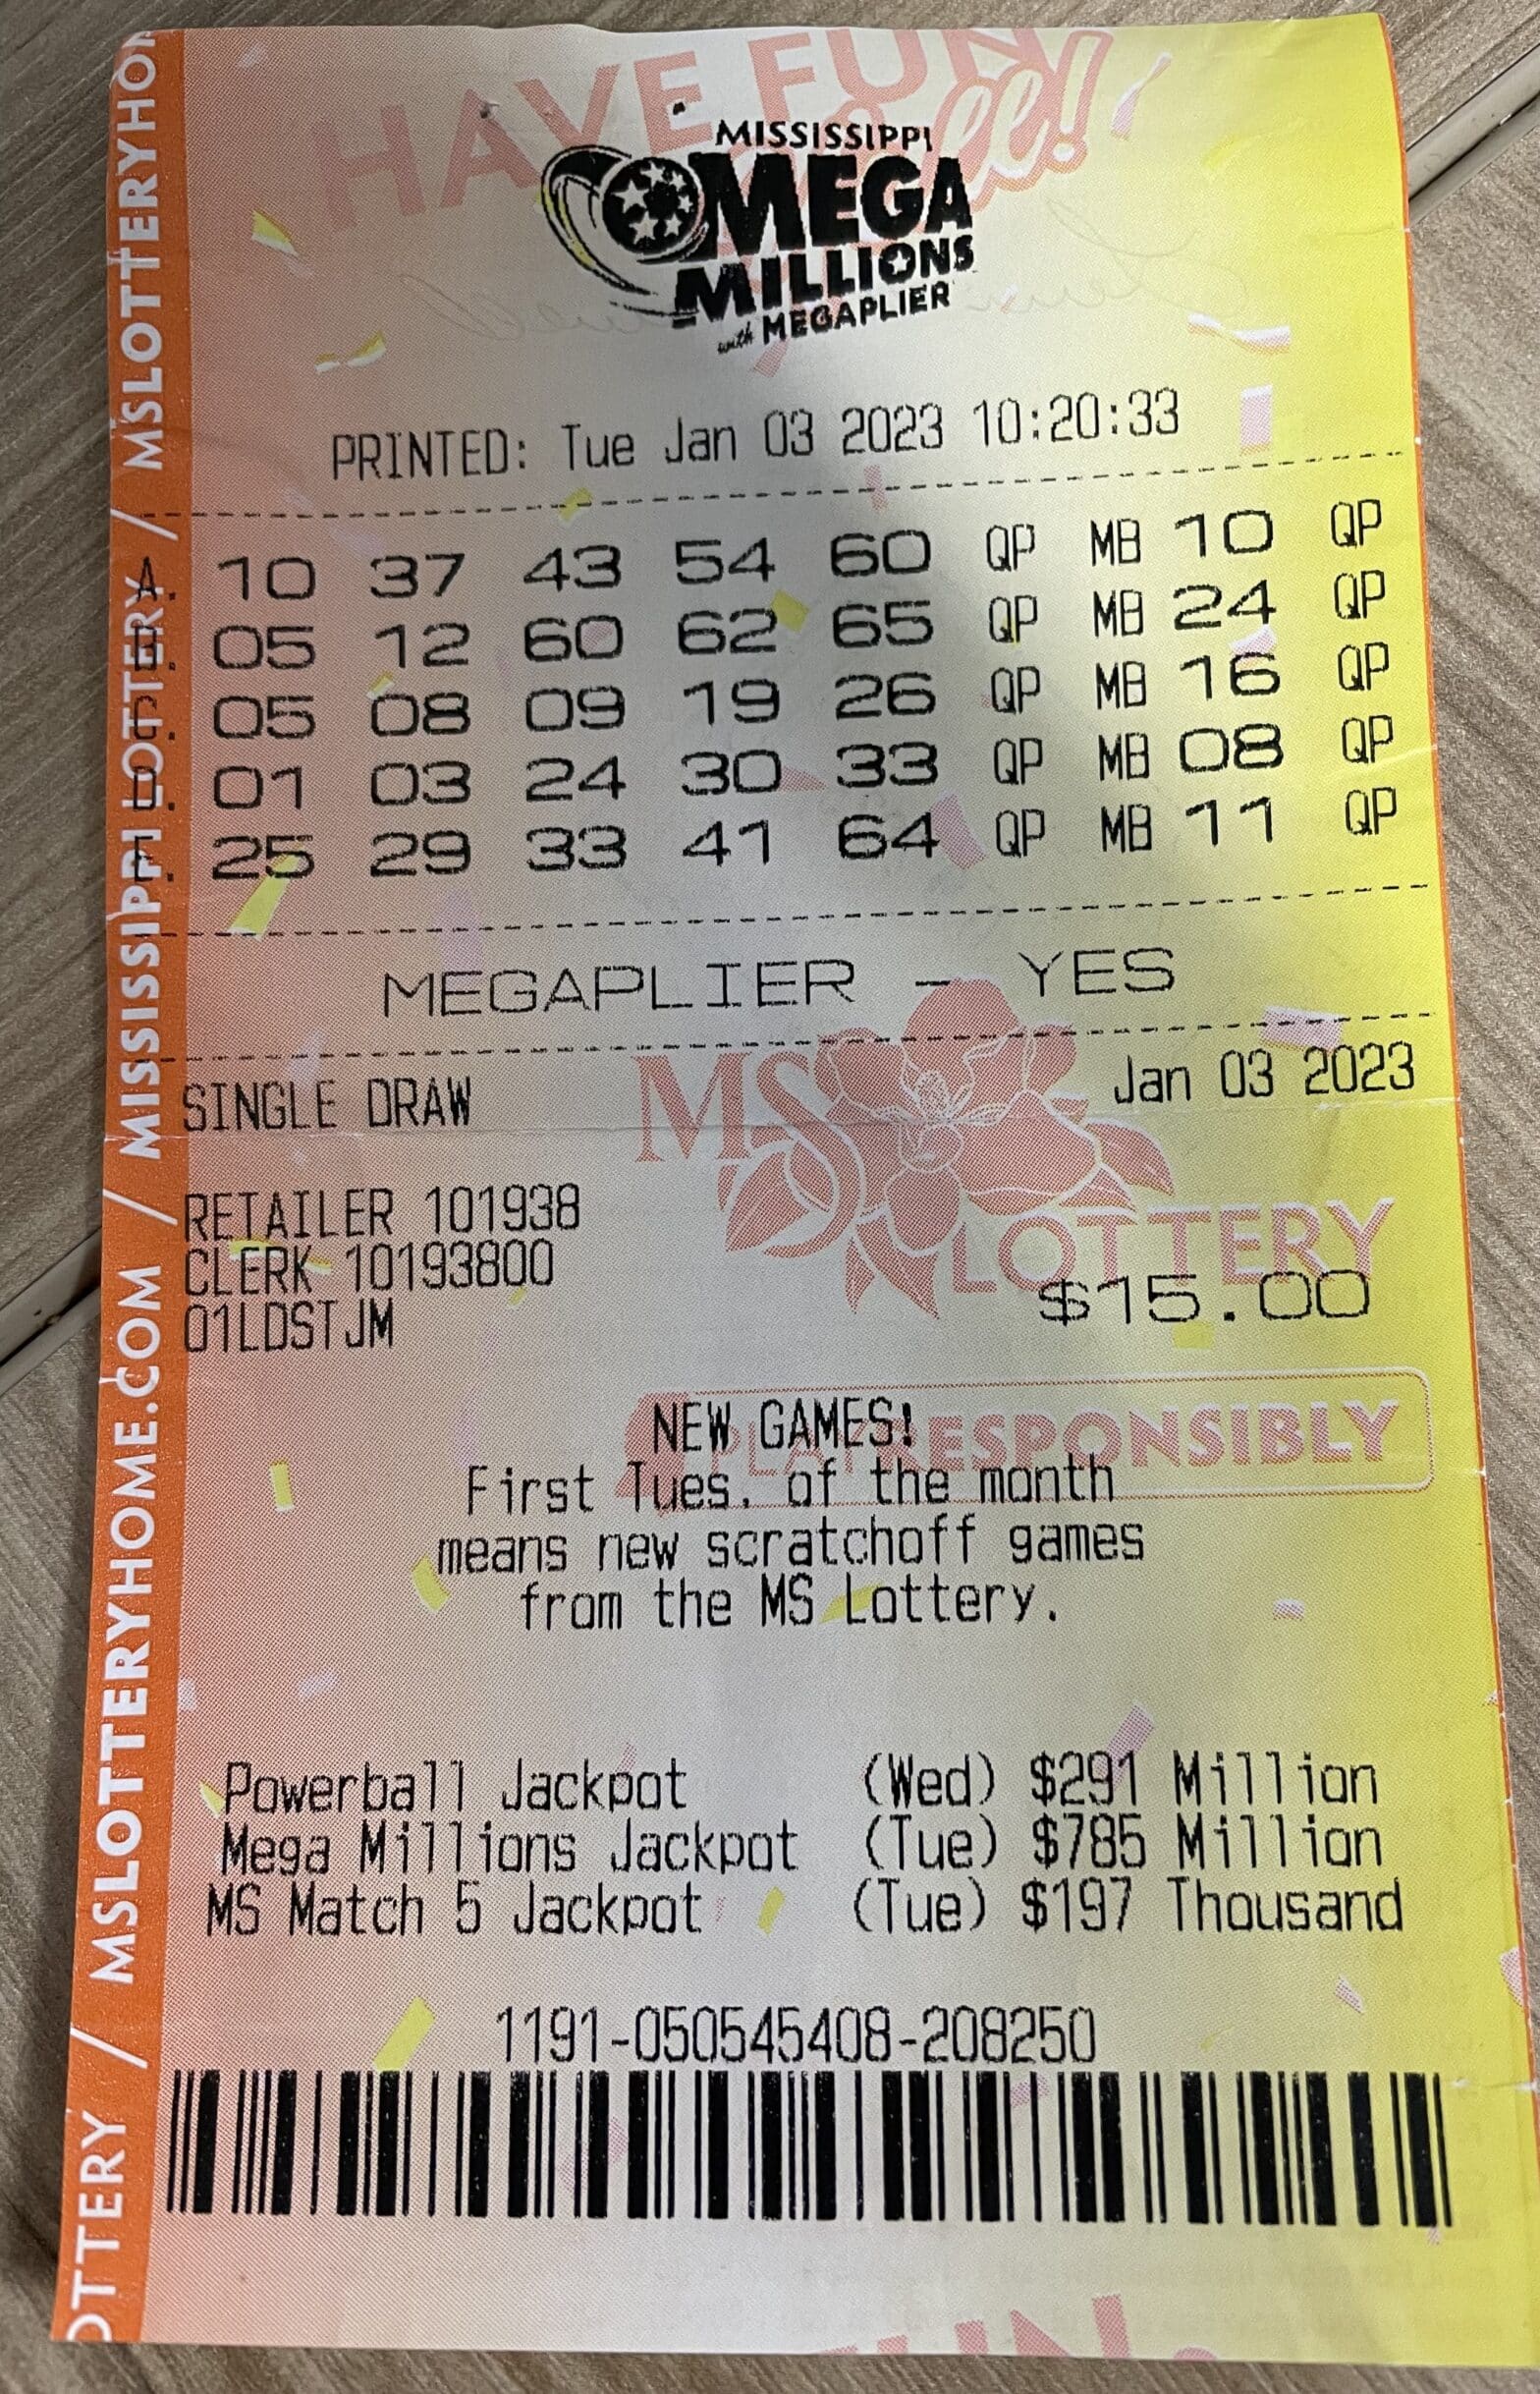 HAVE FUN
MISSISSIPPI
MEGA
MILLIONS
with MEGAPLIER
PRINTED: Tue Jan 03 2023 10:20:33
A. 10 37 43 54 60 QP MB 10 QP
B. 05 12 60 62 65 QP MB 24 QP
C. 05 08 09 19 26 QP MB 16 QP
D. 01 03 24 30 33 QP MB 08 QP
E. 25 29 33 41 64 QP MB 11 QP
MEGAPLIER - YES
SINGLE DRAW Jan 03 2023
MS
LOTTERY
RETAILER 101938
CLERK 10193800
01LDSTJM
$15.00
PLAY RESPONSIBLY
NEW GAMES!
First Tues. of the month
means new scratchoff games
from the MS Lottery.
Powerball Jackpot (Wed) $291 Million
Mega Millions Jackpot (Tue) $785 Million
MS Match 5 Jackpot (Tue) $197 Thousand
1191-050545408-208250
OTTERY / MSLOTTERYHOME.COM / MISSISSIPPI LOTTERY / MSLOTTERYHO